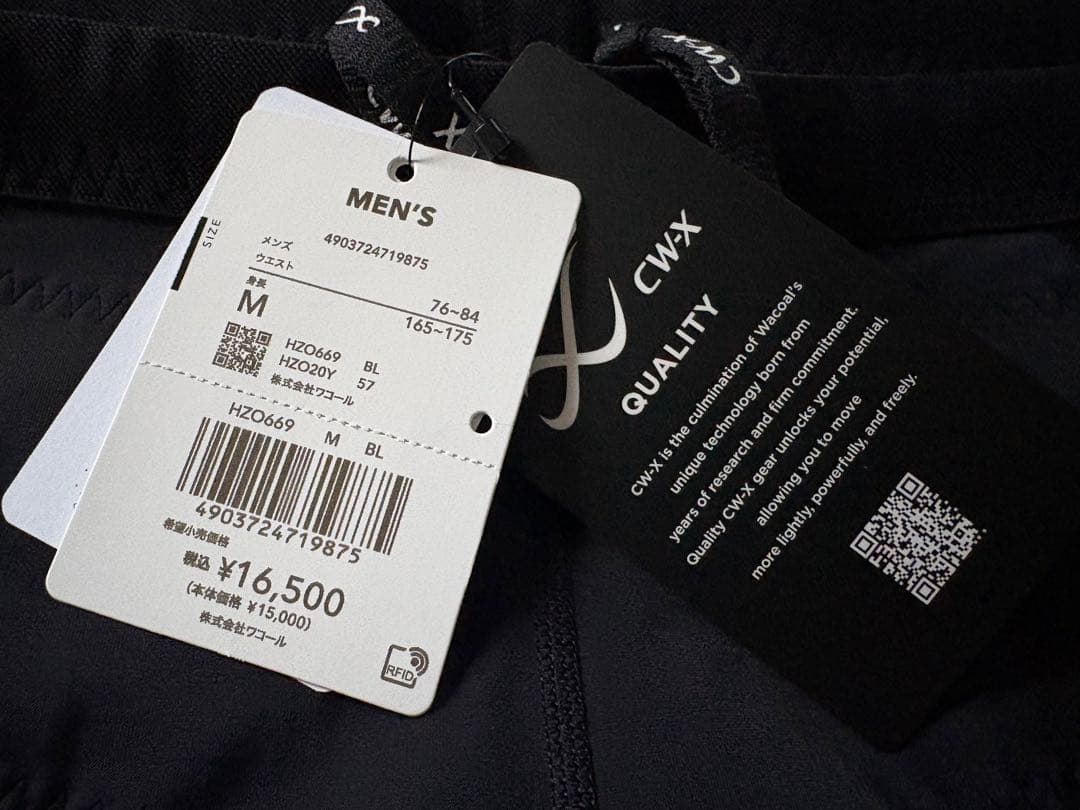 CW-X
SIZE
MEN'S
メンズ 4903724719875
ウエスト 76~84
身長 165~175
M
HZO669 BL
HZO20Y 57
株式会社ワコール
HZO669 M BL
4903724719875
希望小売価格
税込 ¥16,500
(本体価格 ¥15,000)
株式会社ワコール
RFID
CW-X
QUALITY
CW-X is the culmination of Wacoal's
unique technology born from
years of research and firm commitment.
Quality CW-X gear unlocks your potential,
allowing you to move
more lightly, powerfully, and freely.